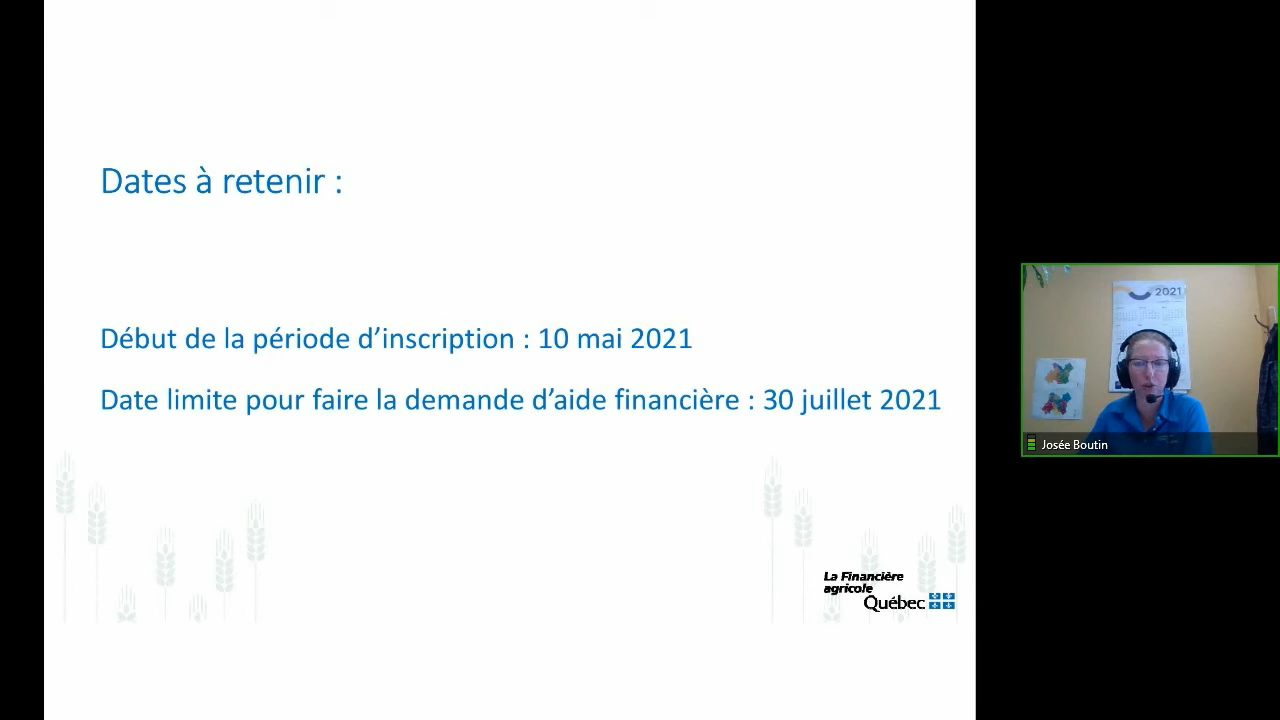 Dates à retenir :
Début de la période d’inscription : 10 mai 2021
Date limite pour faire la demande d’aide financière : 30 juillet 2021
La Financière
agricole
Québec
2021
Josée Boutin